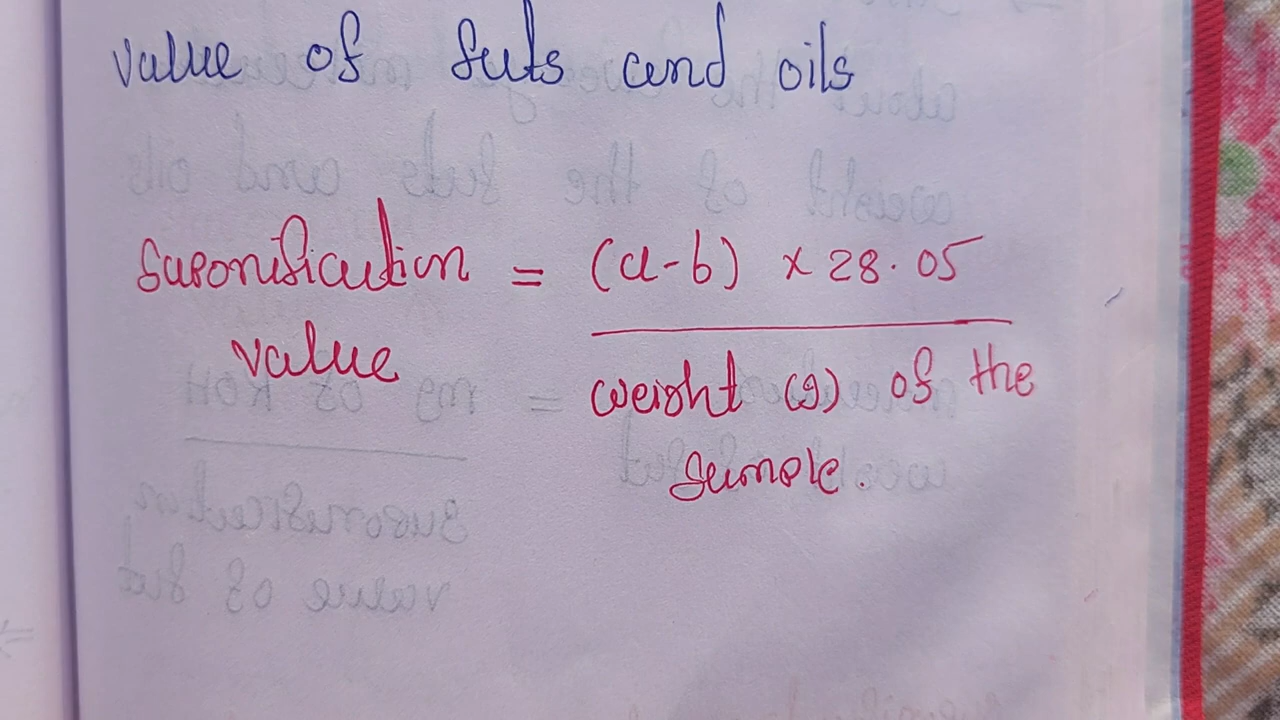 value of fats and oils
Saponification = (a-b) x 28.05
value
weight (g) of the
sample.